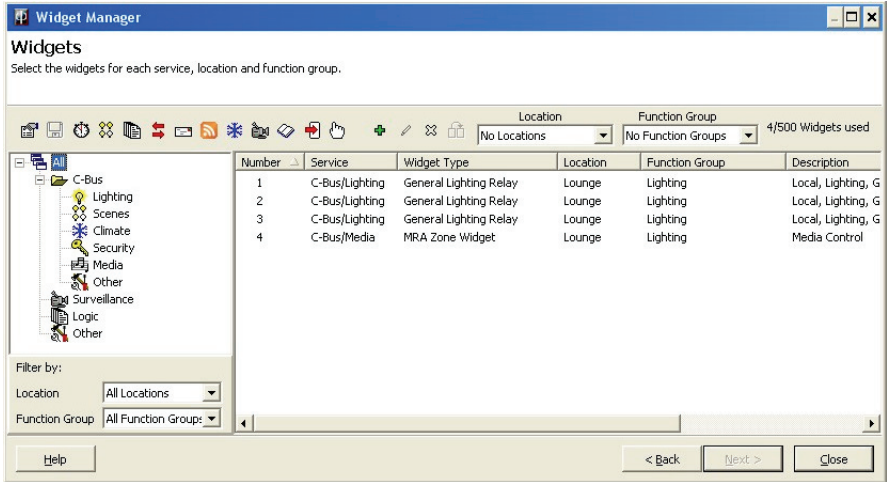 Widget Manager
Widgets
Select the widgets for each service, location and function group.
Location
Function Group
No Locations
No Function Groups
4/500 Widgets used
All
C-Bus
Lighting
Scenes
Climate
Security
Media
Other
Surveillance
Logic
Other
Filter by:
Location All Locations
Function Group All Function Groups
Number Service Widget Type Location Function Group Description
1 C-Bus/Lighting General Lighting Relay Lounge Lighting Local, Lighting, G
2 C-Bus/Lighting General Lighting Relay Lounge Lighting Local, Lighting, G
3 C-Bus/Lighting General Lighting Relay Lounge Lighting Local, Lighting, G
4 C-Bus/Media MRA Zone Widget Lounge Lighting Media Control
Help
< Back
Next >
Close